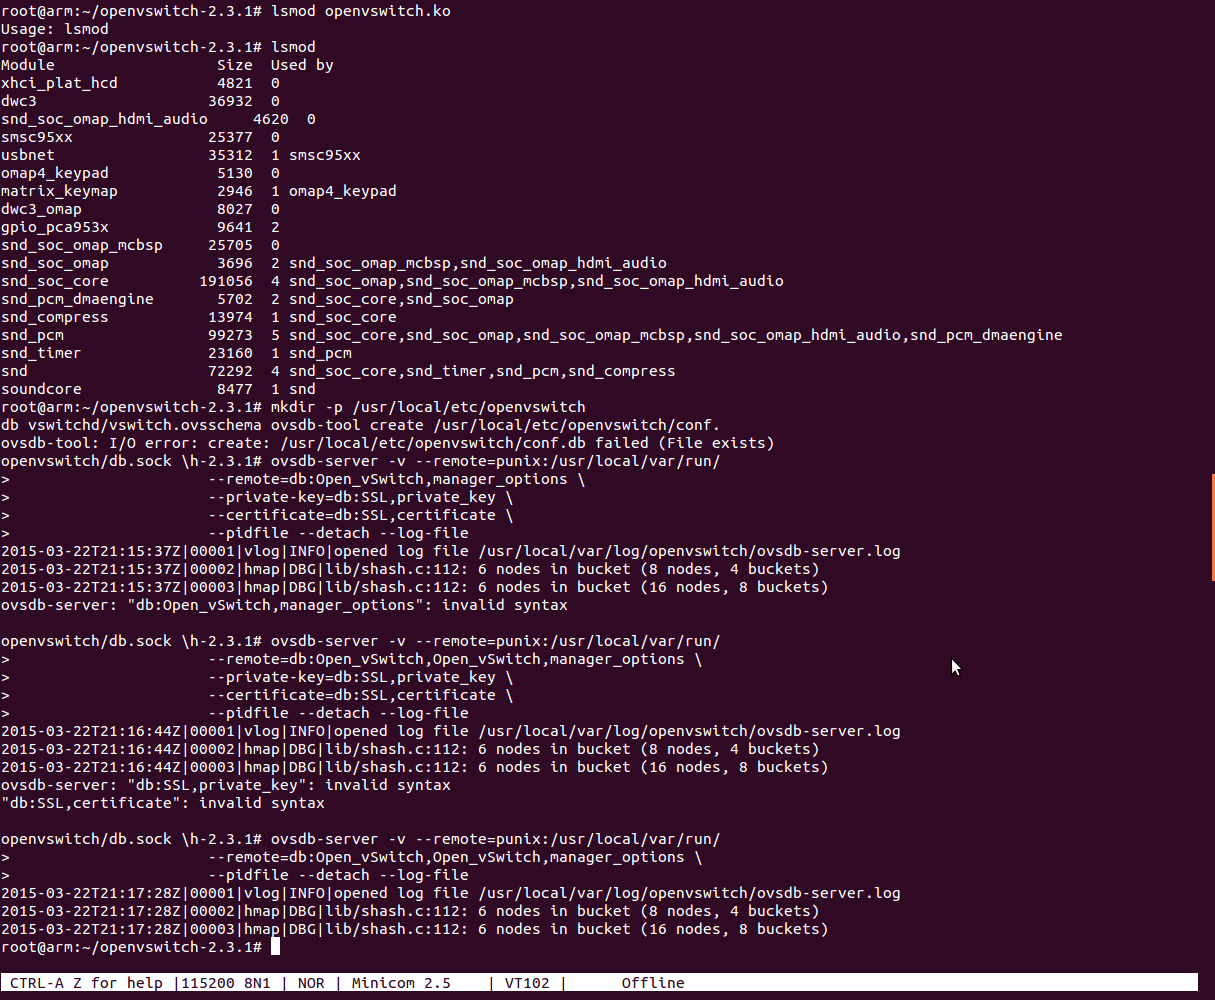 root@arm:~/openvswitch-2.3.1# lsmod openvswitch.ko
Usage: lsmod
root@arm:~/openvswitch-2.3.1# lsmod
Module                  Size  Used by
xhci_plat_hcd           4821  0
dwc3                   36932  0
snd_soc_omap_hdmi_audio     4620  0
smsc95xx               25377  0
usbnet                 35312  1 smsc95xx
omap4_keypad            5130  0
matrix_keymap           2946  1 omap4_keypad
dwc3_omap               8027  0
gpio_pca953x            9641  2
snd_soc_omap_mcbsp     25705  0
snd_soc_omap            3696  2 snd_soc_omap_mcbsp,snd_soc_omap_hdmi_audio
snd_soc_core          191056  4 snd_soc_omap,snd_soc_omap_mcbsp,snd_soc_omap_hdmi_audio
snd_pcm_dmaengine       5702  2 snd_soc_core,snd_soc_omap
snd_compress           13974  1 snd_soc_core
snd_pcm                99273  5 snd_soc_core,snd_soc_omap,snd_soc_omap_mcbsp,snd_soc_omap_hdmi_audio,snd_pcm_dmaengine
snd_timer              23160  1 snd_pcm
snd                    72292  4 snd_soc_core,snd_timer,snd_pcm,snd_compress
soundcore               8477  1 snd
root@arm:~/openvswitch-2.3.1# mkdir -p /usr/local/etc/openvswitch
db vswitchd/vswitch.ovsschema ovsdb-tool create /usr/local/etc/openvswitch/conf.
ovsdb-tool: I/O error: create: /usr/local/etc/openvswitch/conf.db failed (File exists)
openvswitch/db.sock \h-2.3.1# ovsdb-server -v --remote=punix:/usr/local/var/run/
>                      --remote=db:Open_vSwitch,manager_options \
>                      --private-key=db:SSL,private_key \
>                      --certificate=db:SSL,certificate \
>                      --pidfile --detach --log-file
2015-03-22T21:15:37Z|00001|vlog|INFO|opened log file /usr/local/var/log/openvswitch/ovsdb-server.log
2015-03-22T21:15:37Z|00002|hmap|DBG|lib/shash.c:112: 6 nodes in bucket (8 nodes, 4 buckets)
2015-03-22T21:15:37Z|00003|hmap|DBG|lib/shash.c:112: 6 nodes in bucket (16 nodes, 8 buckets)
ovsdb-server: "db:Open_vSwitch,manager_options": invalid syntax

openvswitch/db.sock \h-2.3.1# ovsdb-server -v --remote=punix:/usr/local/var/run/
>                      --remote=db:Open_vSwitch,Open_vSwitch,manager_options \
>                      --private-key=db:SSL,private_key \
>                      --certificate=db:SSL,certificate \
>                      --pidfile --detach --log-file
2015-03-22T21:16:44Z|00001|vlog|INFO|opened log file /usr/local/var/log/openvswitch/ovsdb-server.log
2015-03-22T21:16:44Z|00002|hmap|DBG|lib/shash.c:112: 6 nodes in bucket (8 nodes, 4 buckets)
2015-03-22T21:16:44Z|00003|hmap|DBG|lib/shash.c:112: 6 nodes in bucket (16 nodes, 8 buckets)
ovsdb-server: "db:SSL,private_key": invalid syntax
"db:SSL,certificate": invalid syntax

openvswitch/db.sock \h-2.3.1# ovsdb-server -v --remote=punix:/usr/local/var/run/
>                      --remote=db:Open_vSwitch,Open_vSwitch,manager_options \
>                      --pidfile --detach --log-file
2015-03-22T21:17:28Z|00001|vlog|INFO|opened log file /usr/local/var/log/openvswitch/ovsdb-server.log
2015-03-22T21:17:28Z|00002|hmap|DBG|lib/shash.c:112: 6 nodes in bucket (8 nodes, 4 buckets)
2015-03-22T21:17:28Z|00003|hmap|DBG|lib/shash.c:112: 6 nodes in bucket (16 nodes, 8 buckets)
root@arm:~/openvswitch-2.3.1#
CTRL-A Z for help |115200 8N1 | NOR | Minicom 2.5    | VT102 |      Offline